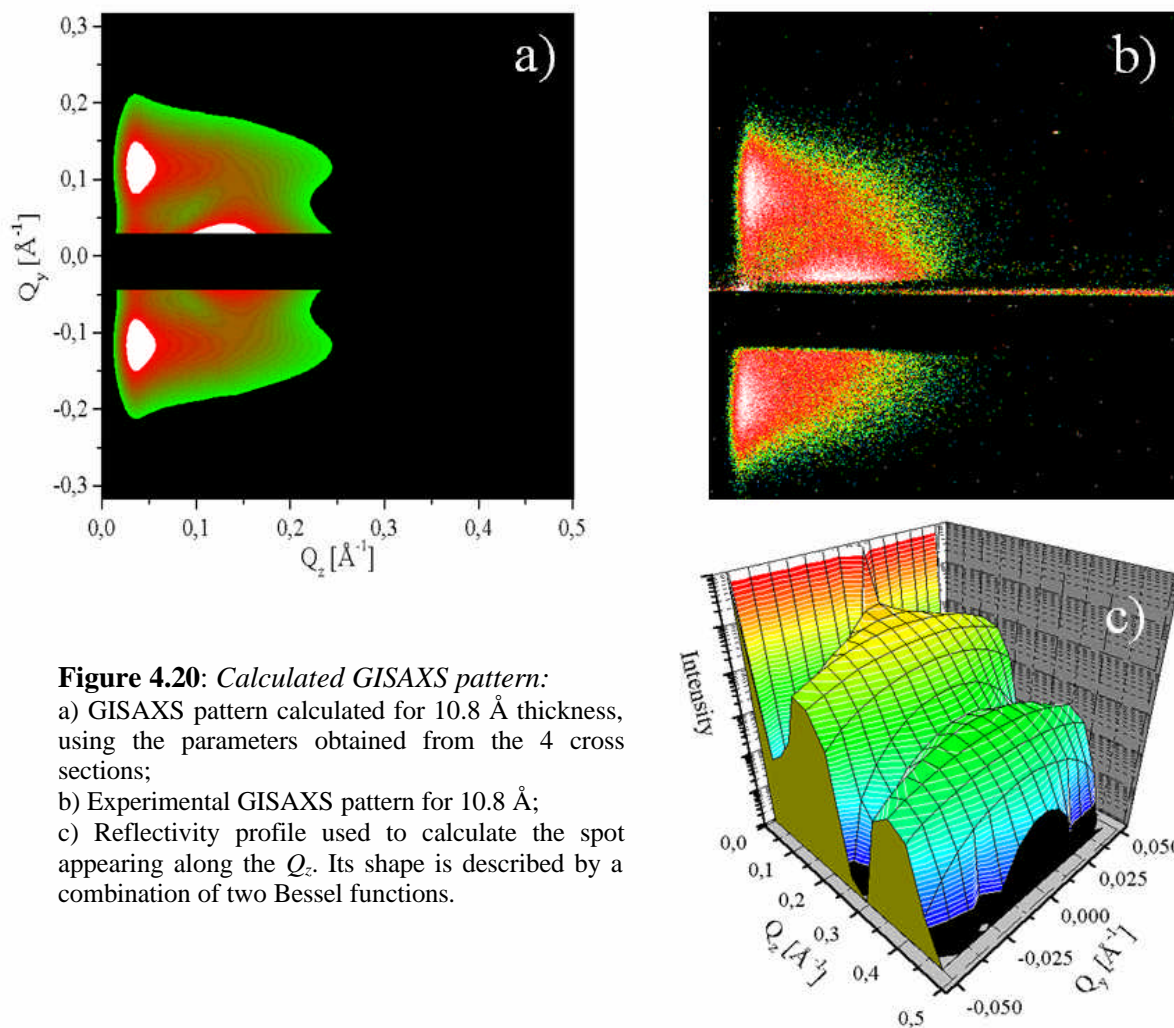 0,3
0,2
0,1
0,0
-0,1
-0,2
-0,3
Q_y [Å⁻¹]
a)
0,0 0,1 0,2 0,3 0,4 0,5
Q_z [Å⁻¹]
b)
c)
Intensity
0,0
0,1
0,2
0,3
0,4
0,5
Q_z [Å⁻¹]
-0,050
-0,025
0,000
0,025
0,050
Q_y [Å⁻¹]
Figure 4.20: Calculated GISAXS pattern:
a) GISAXS pattern calculated for 10.8 Å thickness,
using the parameters obtained from the 4 cross
sections;
b) Experimental GISAXS pattern for 10.8 Å;
c) Reflectivity profile used to calculate the spot
appearing along the Q_z. Its shape is described by a
combination of two Bessel functions.